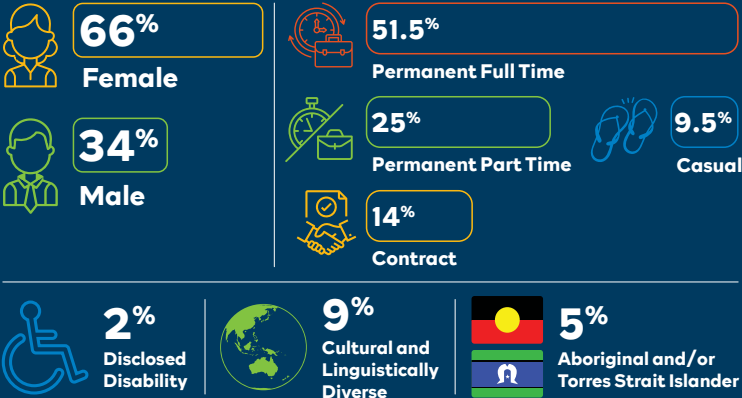 66%
Female
34%
Male
51.5%
Permanent Full Time
25%
Permanent Part Time
9.5%
Casual
14%
Contract
2%
Disclosed
Disability
9%
Cultural and
Linguistically
Diverse
5%
Aboriginal and/or
Torres Strait Islander